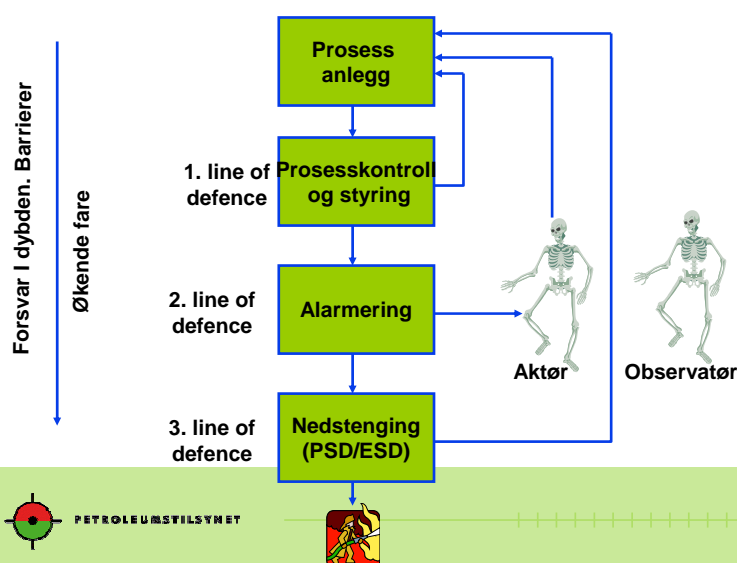 Prosess
anlegg
1. line of
defence
Prosesskontroll
og styring
2. line of
defence
Alarmering
Aktør
Observatør
3. line of
defence
Nedstenging
(PSD/ESD)
Forsvar I dybden. Barrierer
Økende fare
PETROLEUMSTILSYNET